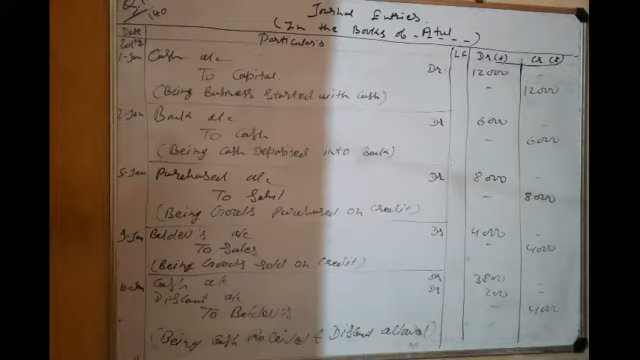 Journal Entries
(In the Books of - Atul - -)
Date Particulars L.F Dr (₹) Cr (₹)
1-Jan Cash a/c Dr. 12000 -
To Capital - 12000
(Being Business Started with Cash)
2-Jan Bank a/c Dr 6000 -
To Cash - 6000
(Being Cash Deposised into Bank)
5-Jan Purchased a/c Dr 8000 -
To Sahil - 8000
(Being Goods Purchased on Credit)
9-Jan Baldev's a/c Dr 4000 -
To Sales - 4000
(Being Goods Sold on Credit)
10-Jan Cash a/c Dr 3800 -
Discount a/c Dr 200 -
To Baldev's - 4000
(Being Cash Received & Discount allowed)